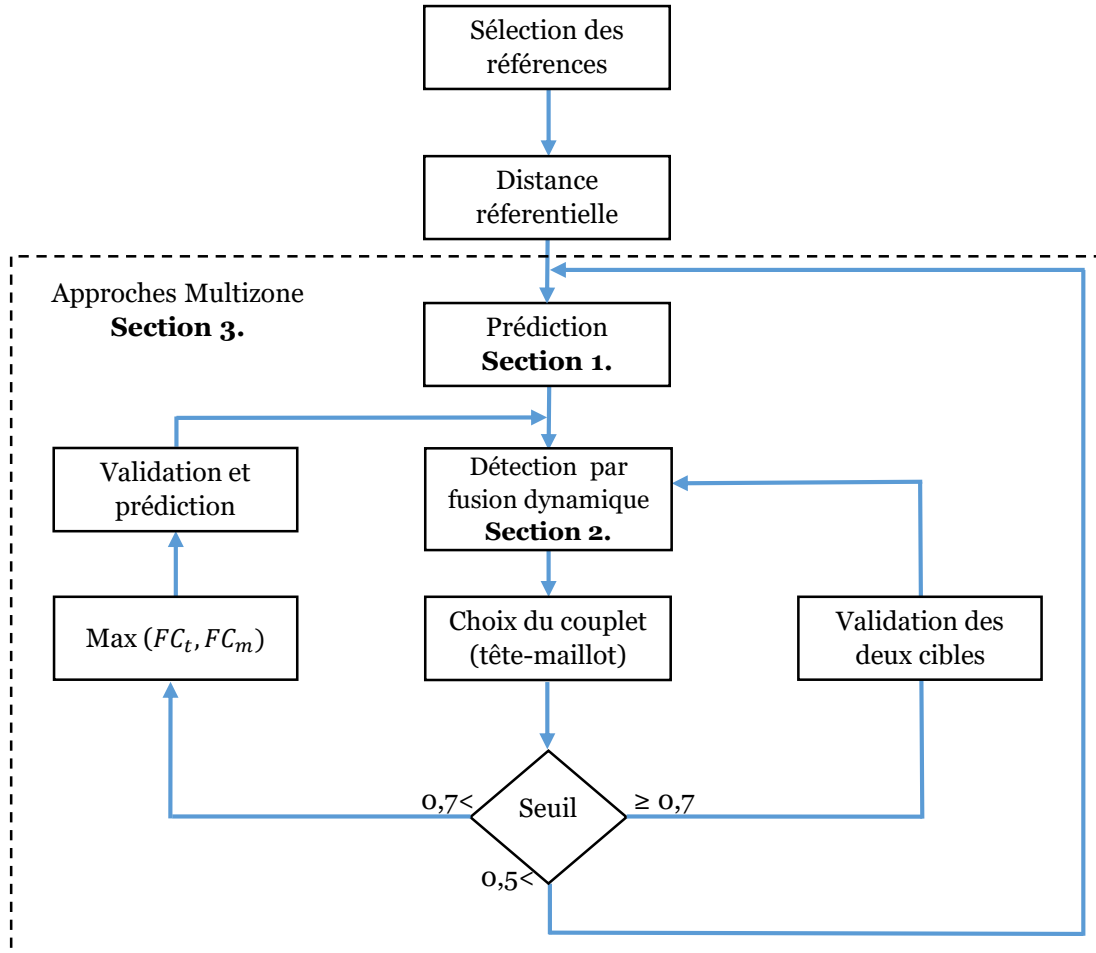 Sélection des
références
Distance
réferentielle
Approches Multizone
Section 3.
Prédiction
Section 1.
Validation et
prédiction
Détection par
fusion dynamique
Section 2.
Max (𝐹𝐶𝑡, 𝐹𝐶𝑚)
Choix du couplet
(tête-maillot)
Validation des
deux cibles
0,7<
Seuil
≥ 0,7
0,5<